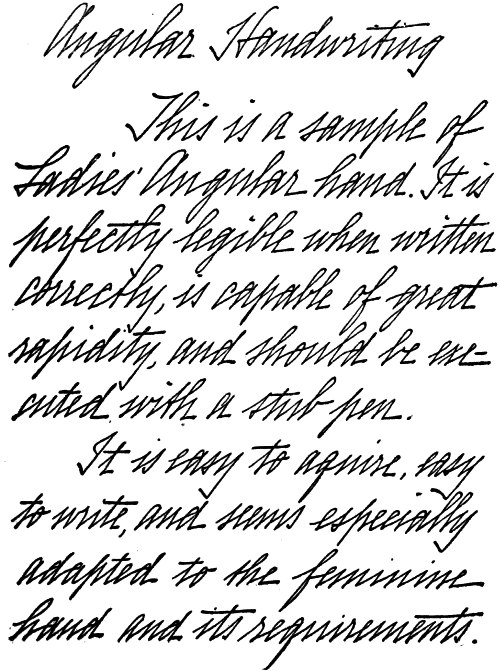 Angular Handwriting
This is a sample of
Ladies' Angular hand. It is
perfectly legible when written
correctly, is capable of great
rapidity, and should be exe=
cuted with a stub pen.
It is easy to aquire, easy
to write, and seems especially
adapted to the feminine
hand and its requirements.